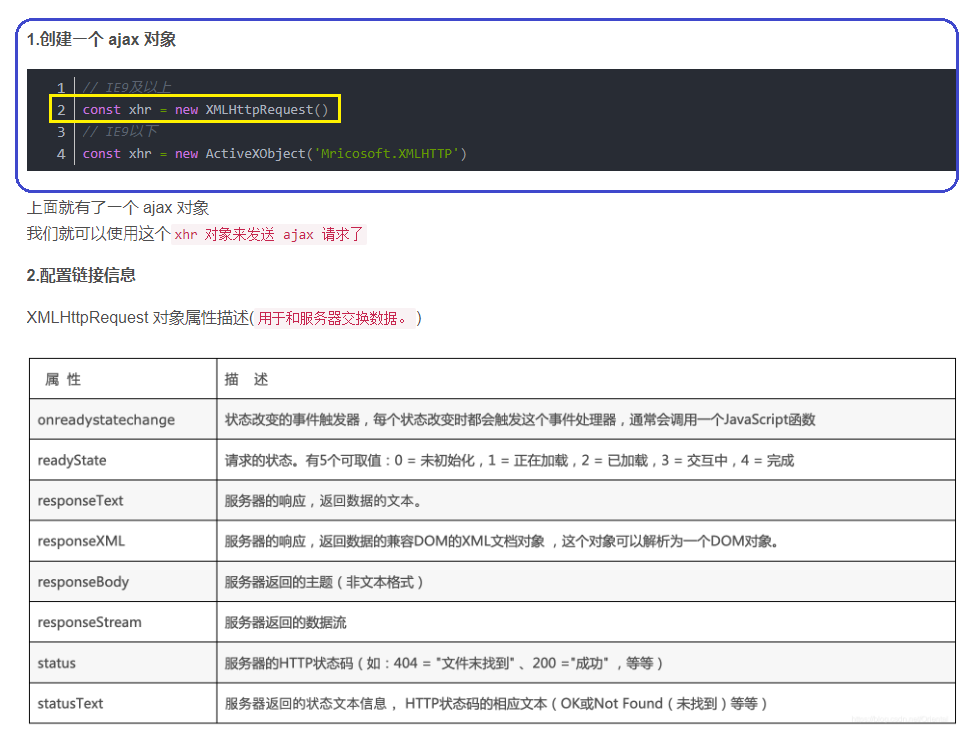 1.创建一个 ajax 对象
1 // IE9及以上
2 const xhr = new XMLHttpRequest()
3 // IE9以下
4 const xhr = new ActiveXObject('Mricosoft.XMLHTTP')
上面就有了一个 ajax 对象
我们就可以使用这个 xhr 对象来发送 ajax 请求了
2.配置链接信息
XMLHttpRequest 对象属性描述( 用于和服务器交换数据。 )
属 性 描 述
onreadystatechange 状态改变的事件触发器，每个状态改变时都会触发这个事件处理器，通常会调用一个JavaScript函数
readyState 请求的状态。有5个可取值：0 = 未初始化，1 = 正在加载，2 = 已加载，3 = 交互中，4 = 完成
responseText 服务器的响应，返回数据的文本。
responseXML 服务器的响应，返回数据的兼容DOM的XML文档对象 ，这个对象可以解析为一个DOM对象。
responseBody 服务器返回的主题（非文本格式）
responseStream 服务器返回的数据流
status 服务器的HTTP状态码（如：404 = "文件末找到" 、200 ="成功" ，等等）
statusText 服务器返回的状态文本信息 ，HTTP状态码的相应文本（OK或Not Found（未找到）等等）